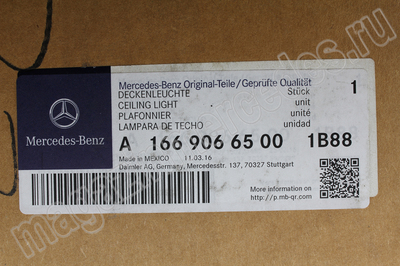 Mercedes-Benz
Mercedes-Benz Original-Teile/Geprüfte Qualität
DECKENLEUCHTE Stück 1
CEILING LIGHT unit
PLAFONNIER unité
LAMPARA DE TECHO unidad
A 166 906 65 00 1B88
Made in MEXICO 11.03.16
Daimler AG, Germany, Mercedesstr. 137, 70327 Stuttgart
More information on
http://p.mb-qr.com/